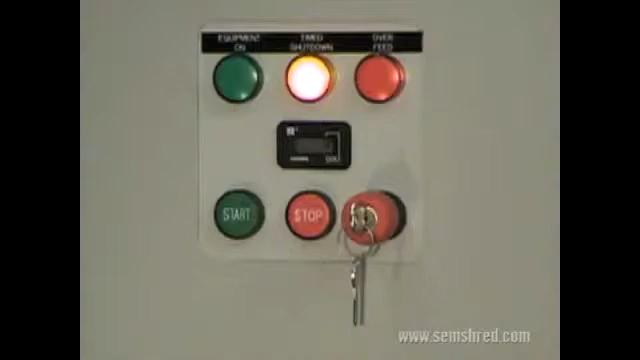 EQUIPMENT ON
TIMED SHUTDOWN
OVER FEED
START
STOP
www.semshred.com